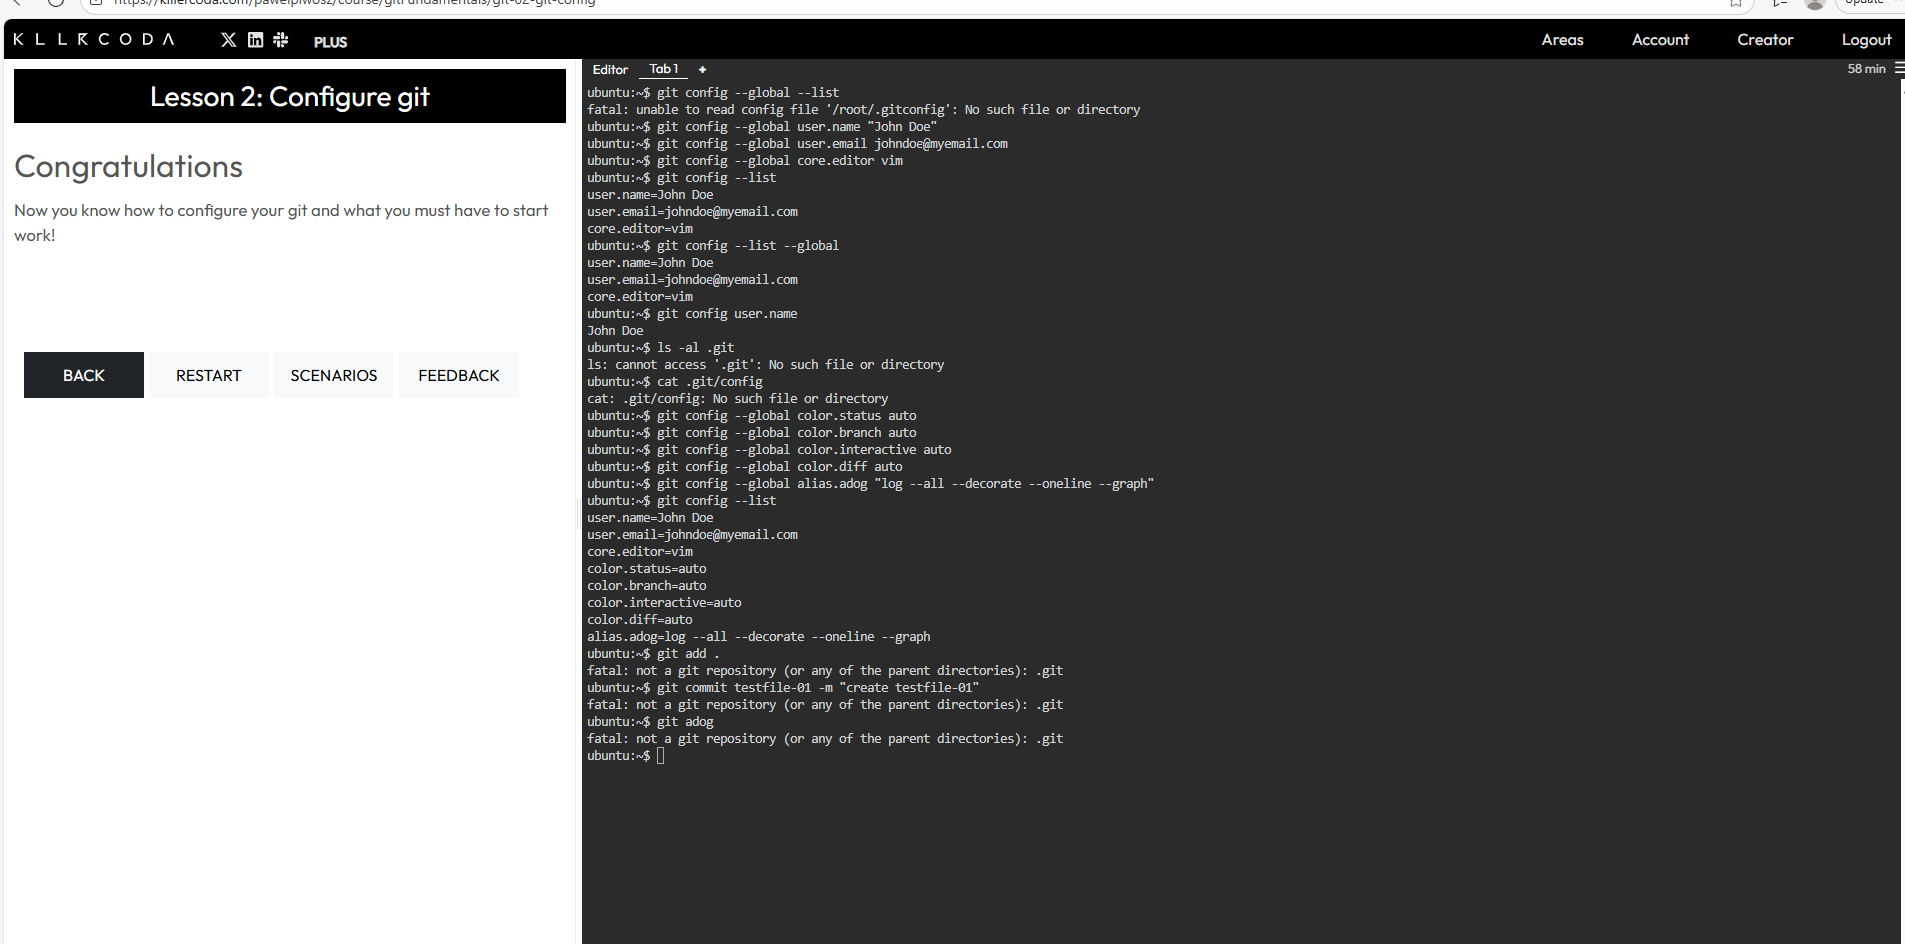 https://killercoda.com/pawelpiwosz/course/gitFundamentals/git-02-git-config
Update
KLLRCODA
PLUS
Areas
Account
Creator
Logout
Lesson 2: Configure git
Congratulations
Now you know how to configure your git and what you must have to start
work!
BACK
RESTART
SCENARIOS
FEEDBACK
Editor
Tab 1
+
58 min
ubuntu:~$ git config --global --list
fatal: unable to read config file '/root/.gitconfig': No such file or directory
ubuntu:~$ git config --global user.name "John Doe"
ubuntu:~$ git config --global user.email johndoe@myemail.com
ubuntu:~$ git config --global core.editor vim
ubuntu:~$ git config --list
user.name=John Doe
user.email=johndoe@myemail.com
core.editor=vim
ubuntu:~$ git config --list --global
user.name=John Doe
user.email=johndoe@myemail.com
core.editor=vim
ubuntu:~$ git config user.name
John Doe
ubuntu:~$ ls -al .git
ls: cannot access '.git': No such file or directory
ubuntu:~$ cat .git/config
cat: .git/config: No such file or directory
ubuntu:~$ git config --global color.status auto
ubuntu:~$ git config --global color.branch auto
ubuntu:~$ git config --global color.interactive auto
ubuntu:~$ git config --global color.diff auto
ubuntu:~$ git config --global alias.adog "log --all --decorate --oneline --graph"
ubuntu:~$ git config --list
user.name=John Doe
user.email=johndoe@myemail.com
core.editor=vim
color.status=auto
color.branch=auto
color.interactive=auto
color.diff=auto
alias.adog=log --all --decorate --oneline --graph
ubuntu:~$ git add .
fatal: not a git repository (or any of the parent directories): .git
ubuntu:~$ git commit testfile-01 -m "create testfile-01"
fatal: not a git repository (or any of the parent directories): .git
ubuntu:~$ git adog
fatal: not a git repository (or any of the parent directories): .git
ubuntu:~$